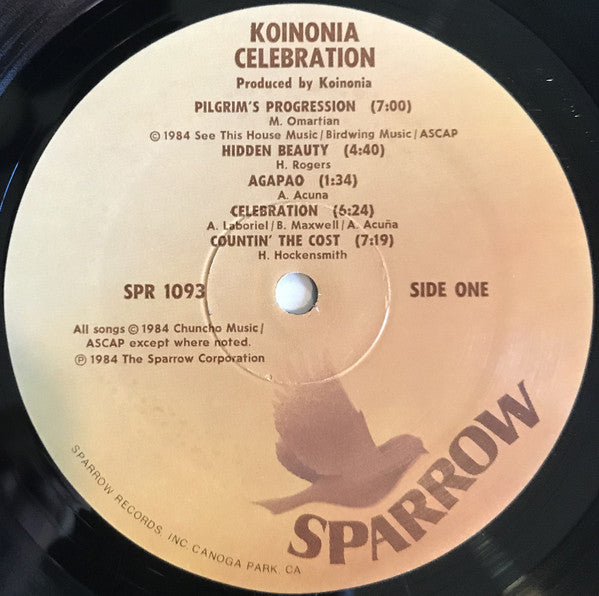 KOINONIA
CELEBRATION
Produced by Koinonia
PILGRIM'S PROGRESSION (7:00)
M. Omartian
© 1984 See This House Music/Birdwing Music/ASCAP
HIDDEN BEAUTY (4:40)
H. Rogers
AGAPAO (1:34)
A. Acuna
CELEBRATION (6:24)
A. Laboriel/B. Maxwell/A. Acuña
COUNTIN' THE COST (7:19)
H. Hockensmith
SPR 1093
SIDE ONE
All songs © 1984 Chuncho Music/
ASCAP except where noted.
℗ 1984 The Sparrow Corporation
SPARROW
SPARROW RECORDS, INC. CANOGA PARK, CA